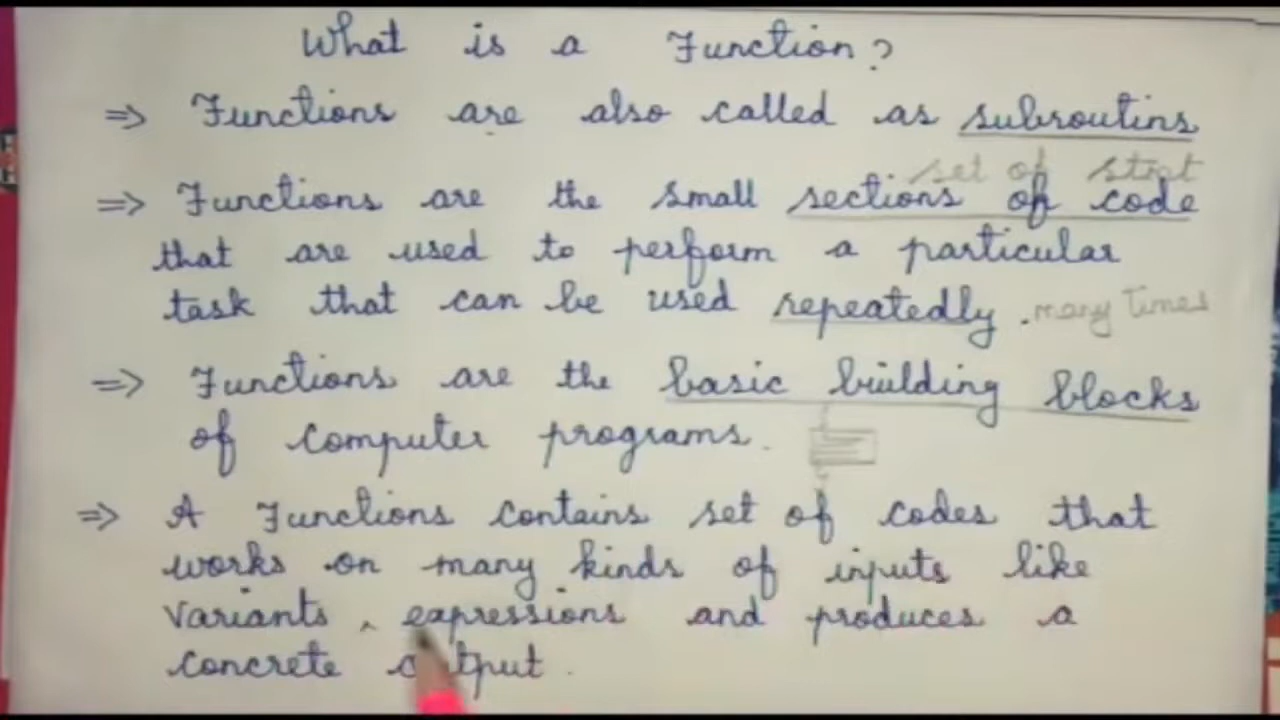 What is a Function?
⇒ Functions are also called as subroutins
set of stmt
⇒ Functions are the small sections of code
that are used to perform a particular
task that can be used repeatedly. many times
⇒ Functions are the basic building blocks
of computer programs.
⇒ A Functions contains set of codes that
works on many kinds of inputs like
variants, expressions and produces a
concrete output.